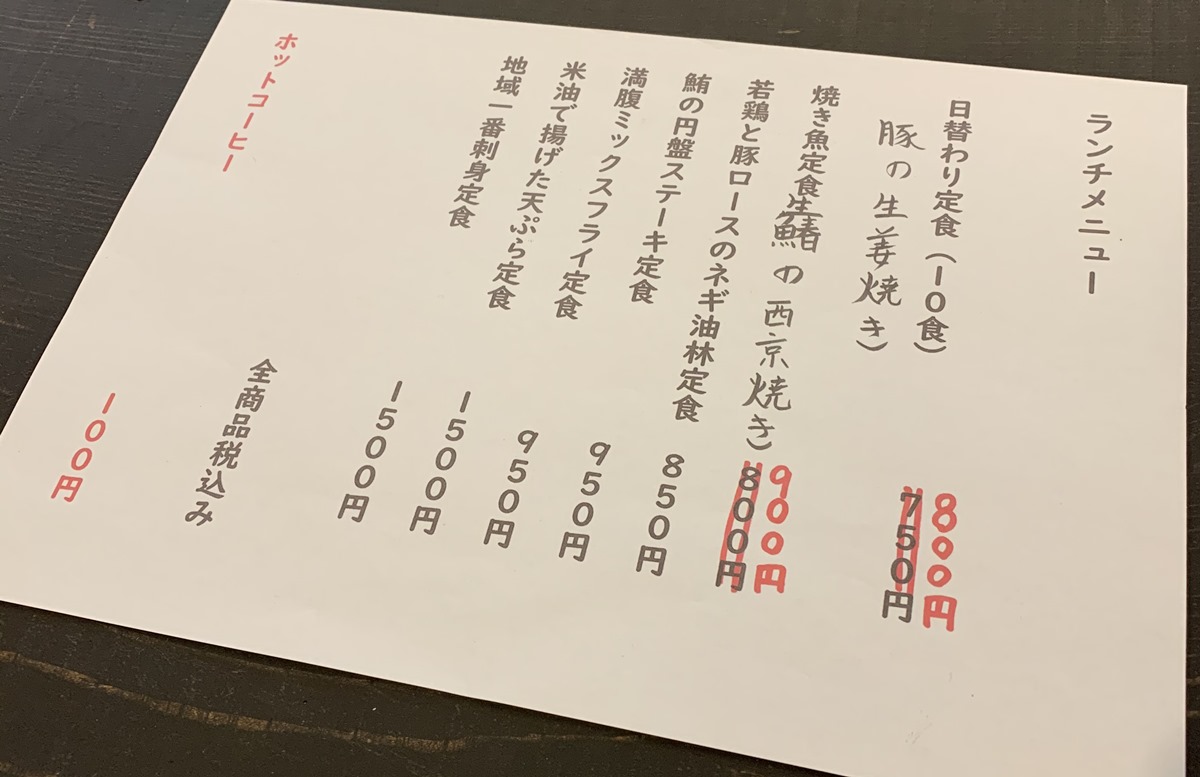 ランチメニュー
日替わり定食(10食)
豚の生姜焼き)
800円
750円
焼き魚定食生鰆の西京焼き)
900円
800円
若鶏と豚ロースのネギ油林定食
850円
鮪の円盤ステーキ定食
950円
満腹ミックスフライ定食
950円
米油で揚げた天ぷら定食
1500円
地域一番刺身定食
1500円
全商品税込み
ホットコーヒー
100円